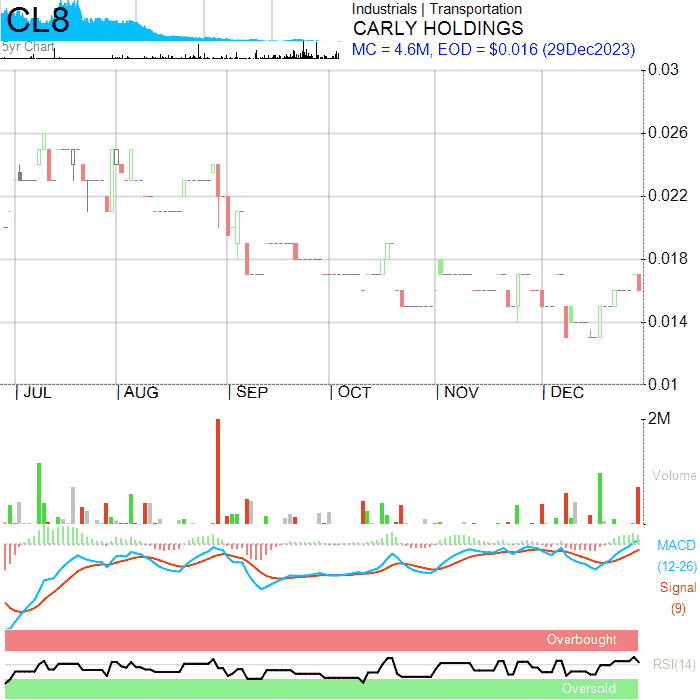 CL8
5yr Chart
Industrials | Transportation
CARLY HOLDINGS
MC = 4.6M, EOD = $0.016 (29Dec2023)
0.03
0.026
0.022
0.018
0.014
0.01
JUL AUG SEP OCT NOV DEC
2M
Volume
MACD
(12-26)
Signal
(9)
Overbought
RSI(14)
Oversold